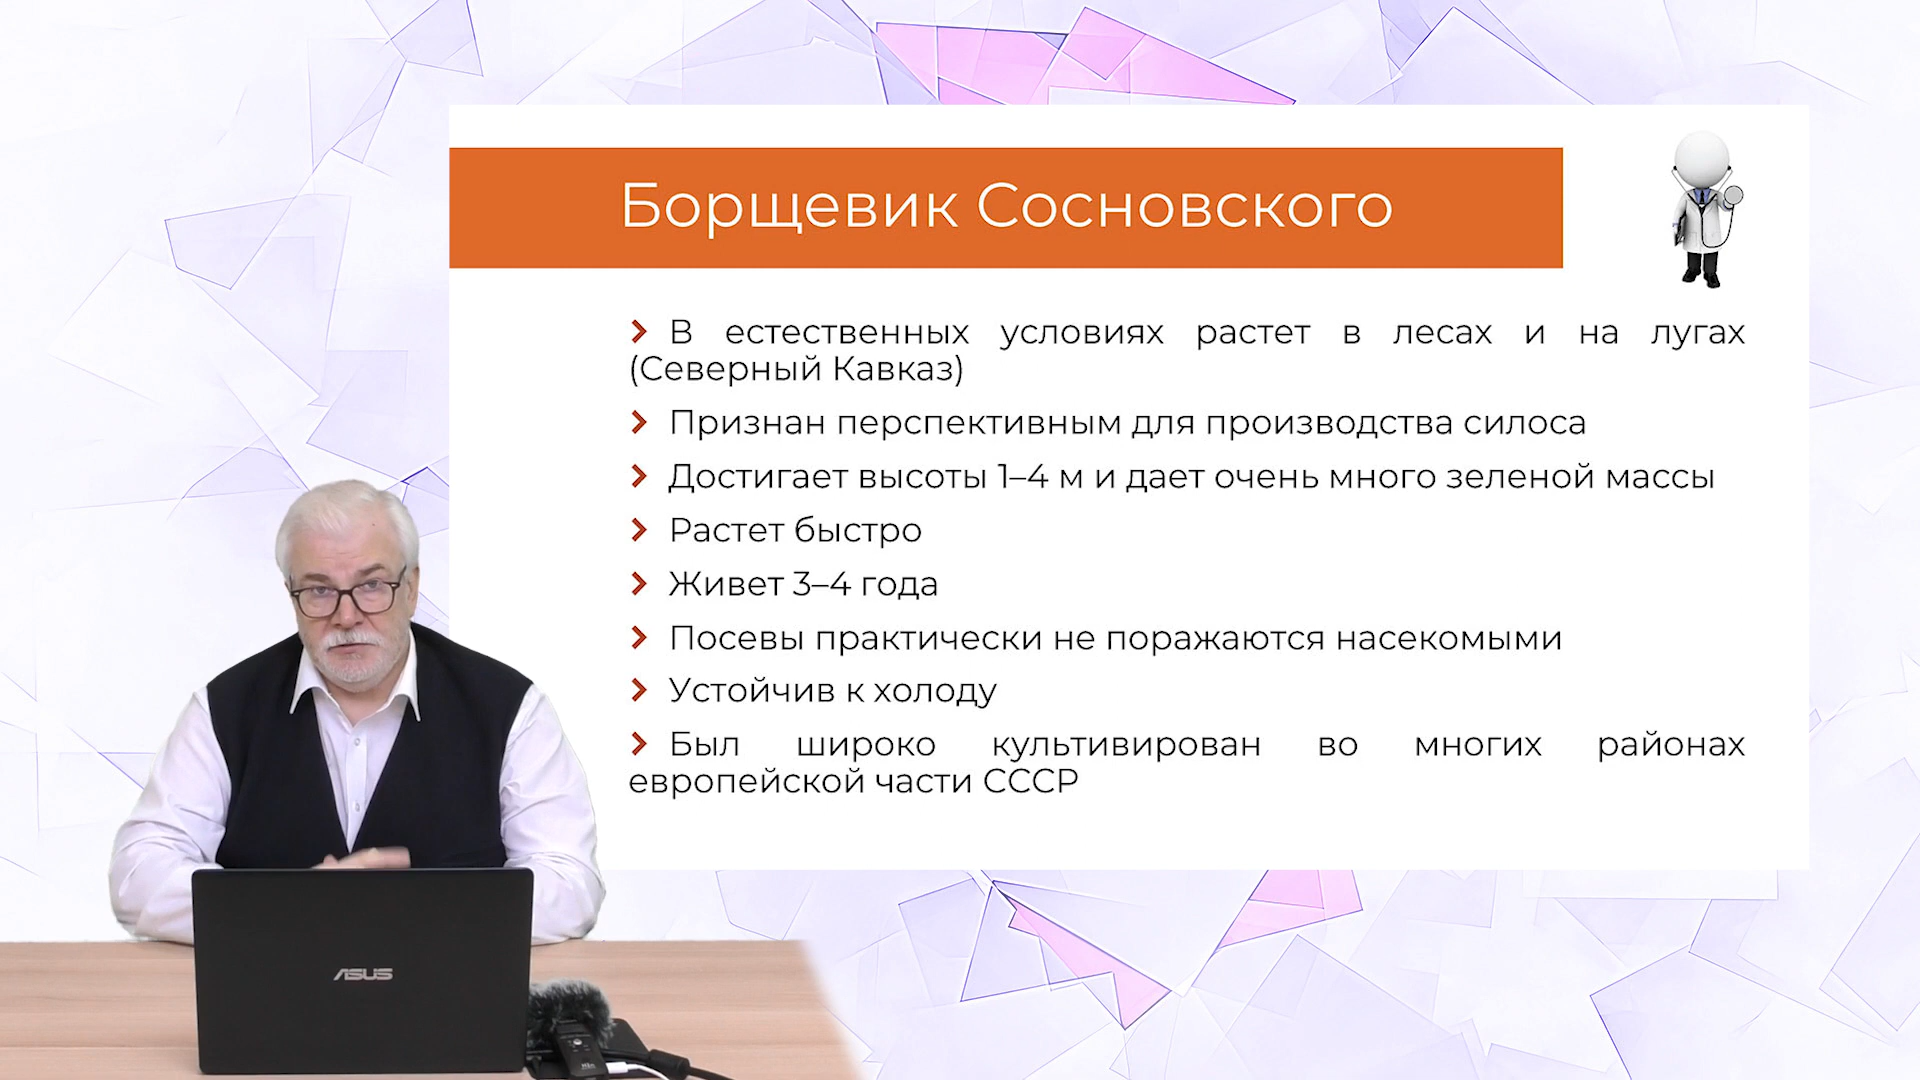 Борщевик Сосновского
В естественных условиях растет в лесах и на лугах
(Северный Кавказ)
Признан перспективным для производства силоса
Достигает высоты 1–4 м и дает очень много зеленой массы
Растет быстро
Живет 3–4 года
Посевы практически не поражаются насекомыми
Устойчив к холоду
Был широко культивирован во многих районах
европейской части СССР
ASUS